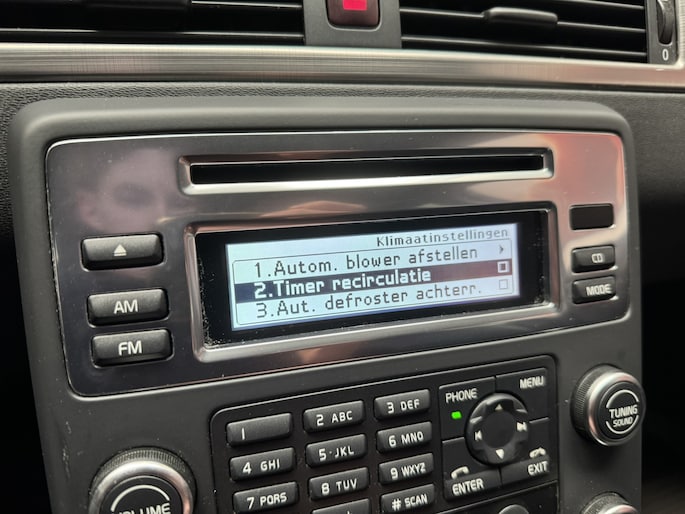 0
Klimaatinstellingen
1.Autom. blower afstellen
2.Timer recirculatie
3.Aut. defroster achterr.
AM
FM
MODE
1
2 ABC
3 DEF
PHONE
MENU
4 GHI
5 JKL
6 MNO
TUNING
SOUND
7 PQRS
8 TUV
9 WXYZ
ENTER
EXIT
# SCAN
VOLUME